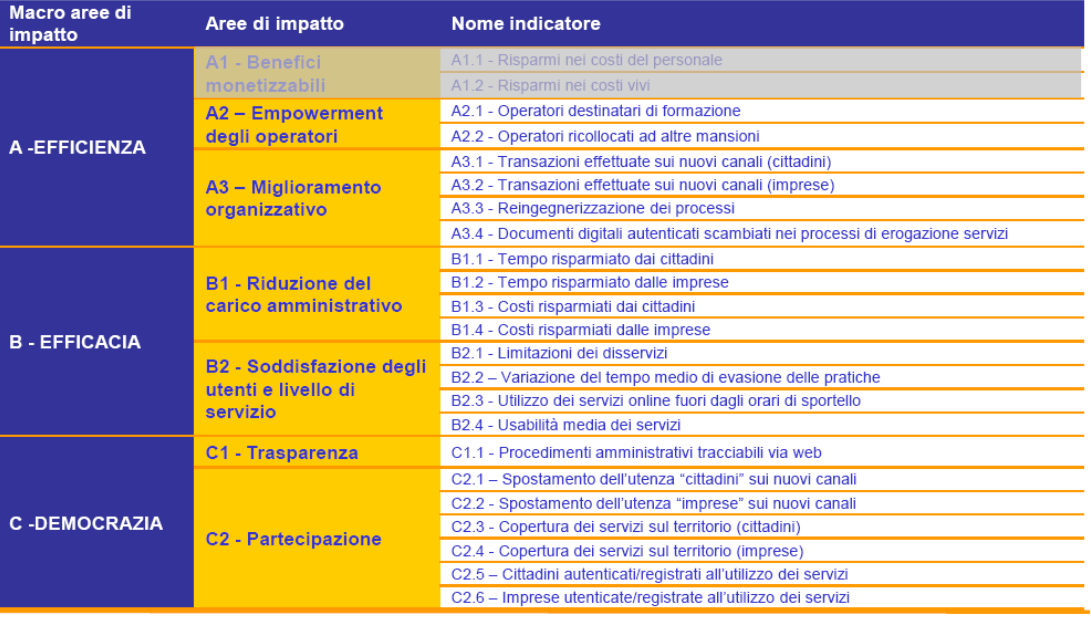 Macro aree di
impatto
Aree di impatto
Nome indicatore
A -EFFICIENZA
A1 - Benefici
monetizzabili
A1.1 - Risparmi nei costi del personale
A1.2 - Risparmi nei costi vivi
A2 – Empowerment
degli operatori
A2.1 - Operatori destinatari di formazione
A2.2 - Operatori ricollocati ad altre mansioni
A3 – Miglioramento
organizzativo
A3.1 - Transazioni effettuate sui nuovi canali (cittadini)
A3.2 - Transazioni effettuate sui nuovi canali (imprese)
A3.3 - Reingegnerizzazione dei processi
A3.4 - Documenti digitali autenticati scambiati nei processi di erogazione servizi
B - EFFICACIA
B1 - Riduzione del
carico amministrativo
B1.1 - Tempo risparmiato dai cittadini
B1.2 - Tempo risparmiato dalle imprese
B1.3 - Costi risparmiati dai cittadini
B1.4 - Costi risparmiati dalle imprese
B2 - Soddisfazione degli
utenti e livello di
servizio
B2.1 - Limitazioni dei disservizi
B2.2 – Variazione del tempo medio di evasione delle pratiche
B2.3 - Utilizzo dei servizi online fuori dagli orari di sportello
B2.4 - Usabilità media dei servizi
C -DEMOCRAZIA
C1 - Trasparenza
C1.1 - Procedimenti amministrativi tracciabili via web
C2 - Partecipazione
C2.1 – Spostamento dell’utenza “cittadini” sui nuovi canali
C2.2 - Spostamento dell’utenza “imprese” sui nuovi canali
C2.3 - Copertura dei servizi sul territorio (cittadini)
C2.4 - Copertura dei servizi sul territorio (imprese)
C2.5 – Cittadini autenticati/registrati all’utilizzo dei servizi
C2.6 – Imprese utenticate/registrate all’utilizzo dei servizi